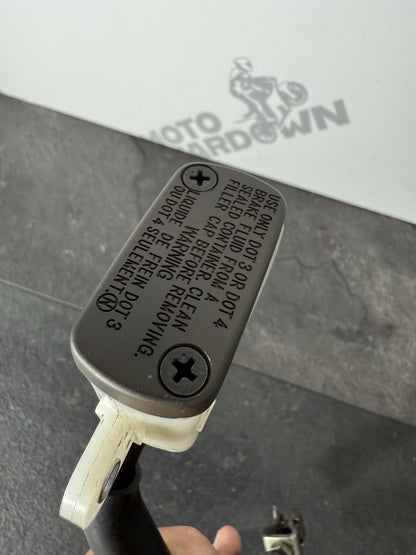 MOTO
ARDOWN
USE ONLY DOT 3 OR DOT 4
BRAKE FLUID FROM A
SEALED CONTAINER. CLEAN
FILLER CAP BEFORE REMOVING.
WARNING
LIQUIDE DE FREIN DOT 3
OU DOT 4 SEULEMENT.